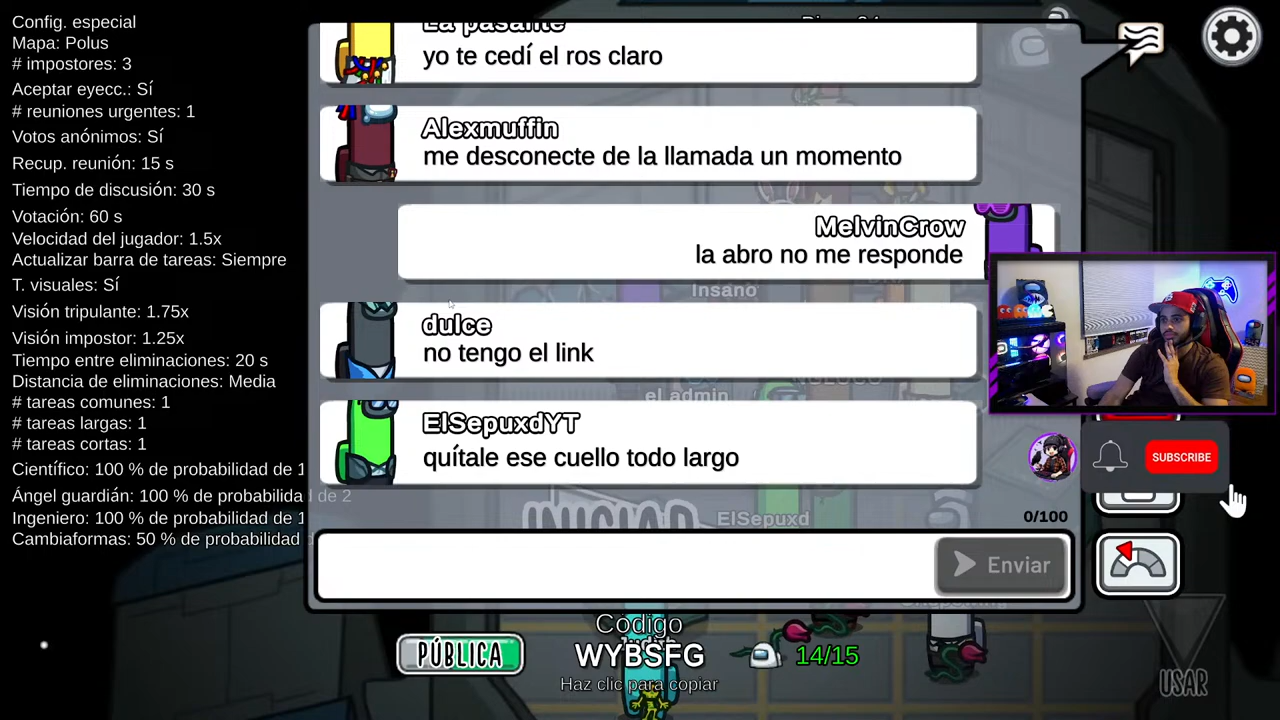 Config. especial
Mapa: Polus
# impostores: 3
Aceptar eyecc.: Sí
# reuniones urgentes: 1
Votos anónimos: Sí
Recup. reunión: 15 s
Tiempo de discusión: 30 s
Votación: 60 s
Velocidad del jugador: 1.5x
Actualizar barra de tareas: Siempre
T. visuales: Sí
Visión tripulante: 1.75x
Visión impostor: 1.25x
Tiempo entre eliminaciones: 20 s
Distancia de eliminaciones: Media
# tareas comunes: 1
# tareas largas: 1
# tareas cortas: 1
Científico: 100 % de probabilidad de 1
Ángel guardián: 100 % de probabilidad de 2
Ingeniero: 100 % de probabilidad de 1
Cambiaformas: 50 % de probabilidad
La pasante
yo te cedí el ros claro
Alexmuffin
me desconecte de la llamada un momento
MelvinCrow
la abro no me responde
Insano
dulce
no tengo el link
el admin
ElSepuxdYT
quítale ese cuello todo largo
INICIAR
ElSepuxd
0/100
Enviar
SUBSCRIBE
Código
PÚBLICA
WYBSFG
14/15
Haz clic para copiar
USAR